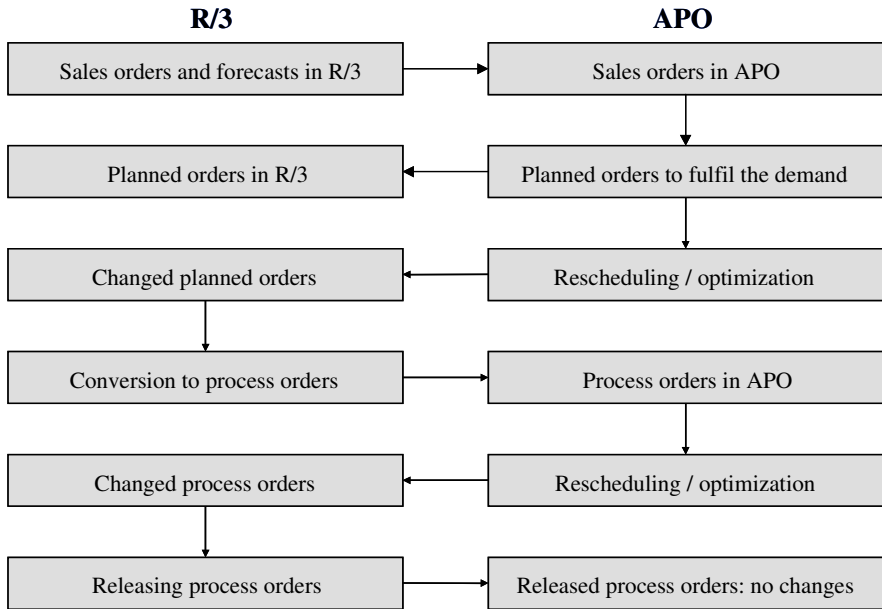 R/3
APO
Sales orders and forecasts in R/3
Sales orders in APO
Planned orders in R/3
Planned orders to fulfil the demand
Changed planned orders
Rescheduling / optimization
Conversion to process orders
Process orders in APO
Changed process orders
Rescheduling / optimization
Releasing process orders
Released process orders: no changes